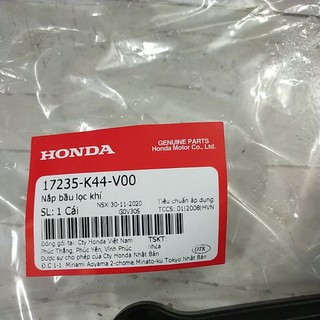 HONDA
GENUINE PARTS
Honda Motor Co., Ltd.
17235-K44-V00
Nắp bầu lọc khí
NSX: 30-11-2020
Tiêu chuẩn áp dụng:
SL: 1 Cái
G0V30S
TCCS: 01:2008/HVN
Đóng gói tại: Cty Honda Việt Nam
TSKT:
Phúc Thắng, Phúc Yên, Vĩnh Phúc
nhựa
OTK
Được sự cho phép của Cty Honda Nhật Bản
Đ.C 1-1. Minami Aoyama 2-chome, Minato-ku Tokyo, Nhật Bản